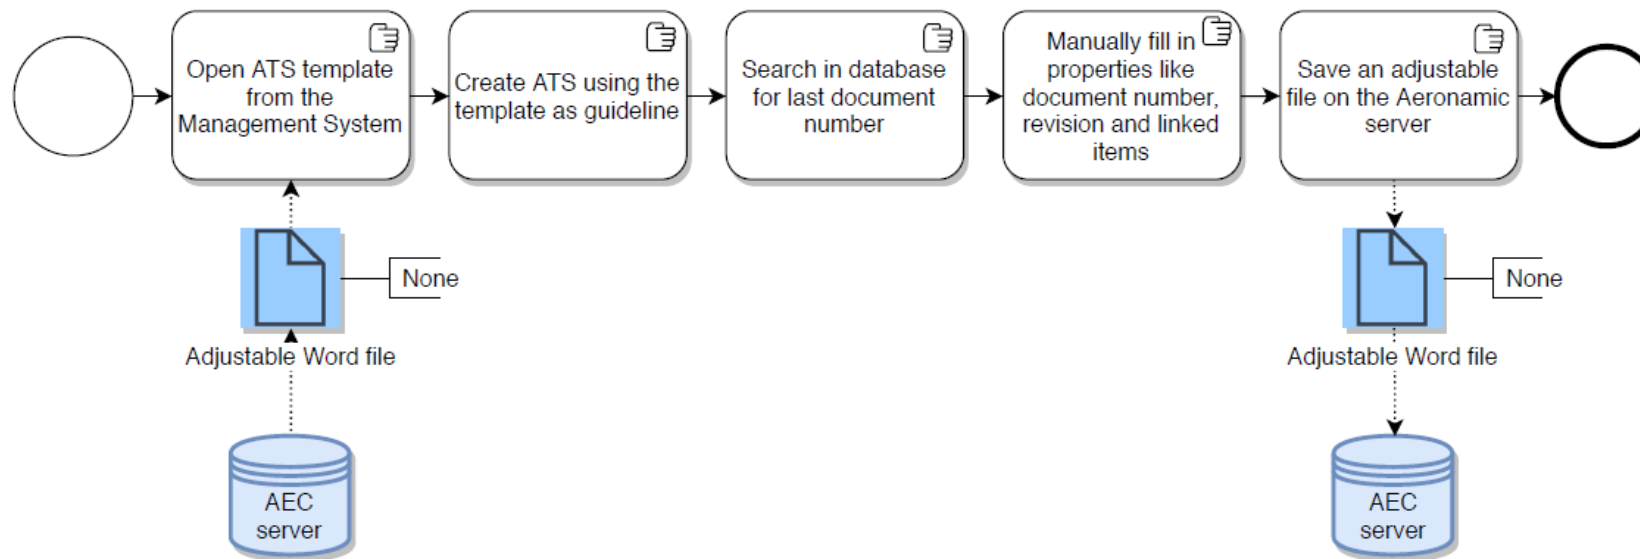 Open ATS template
from the
Management System
Create ATS using the
template as guideline
Search in database
for last document
number
Manually fill in
properties like
document number,
revision and linked
items
Save an adjustable
file on the Aeronamic
server
None
Adjustable Word file
AEC
server
None
Adjustable Word file
AEC
server